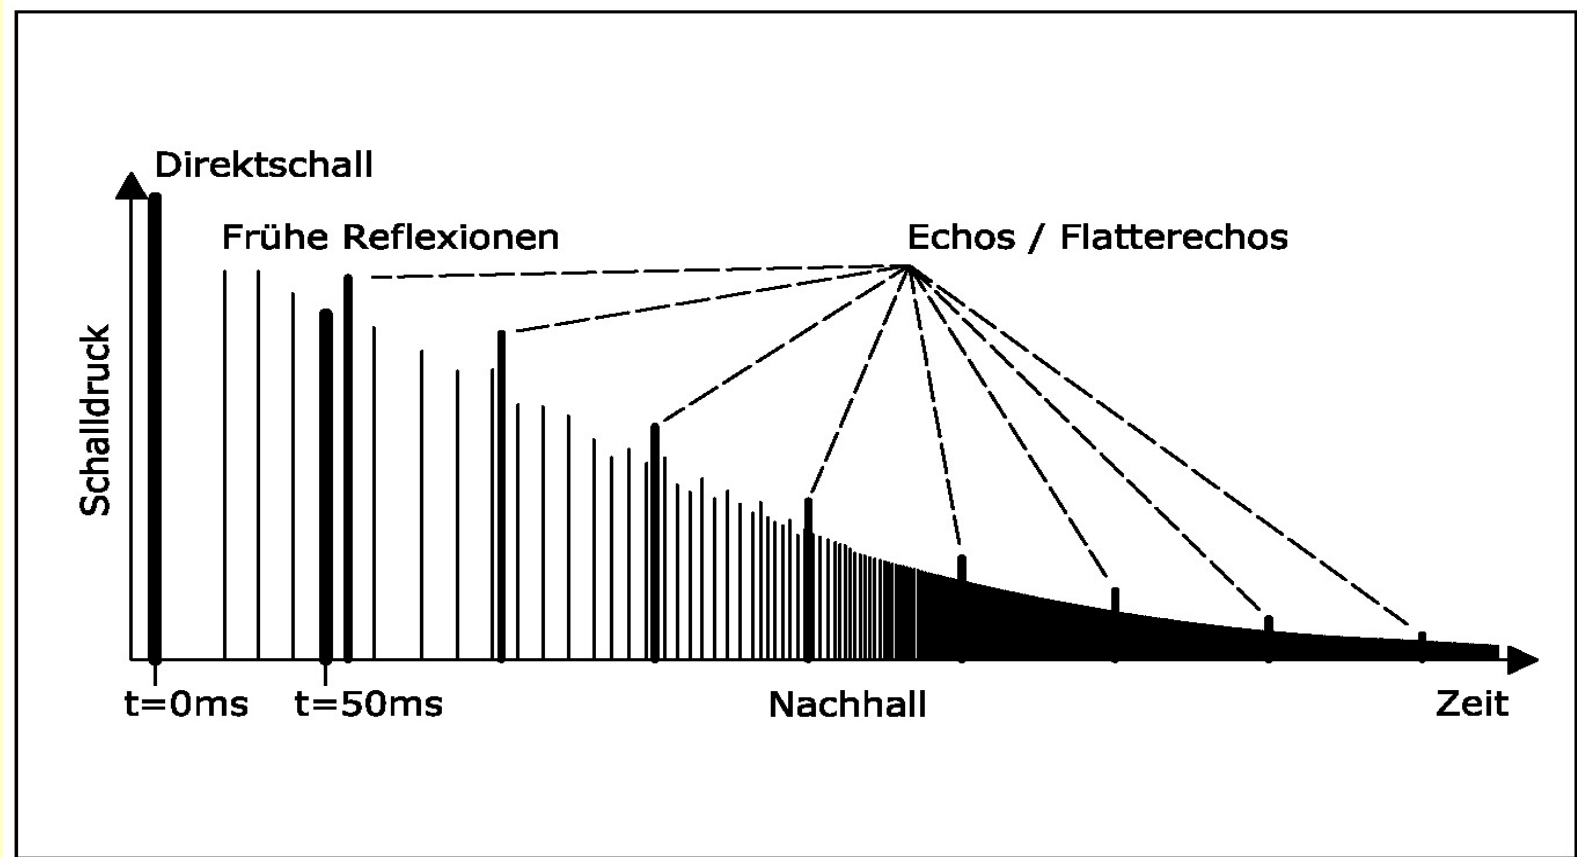 Direktschall
Frühe Reflexionen
Echos / Flatterechos
Schalldruck
t=0ms
t=50ms
Nachhall
Zeit